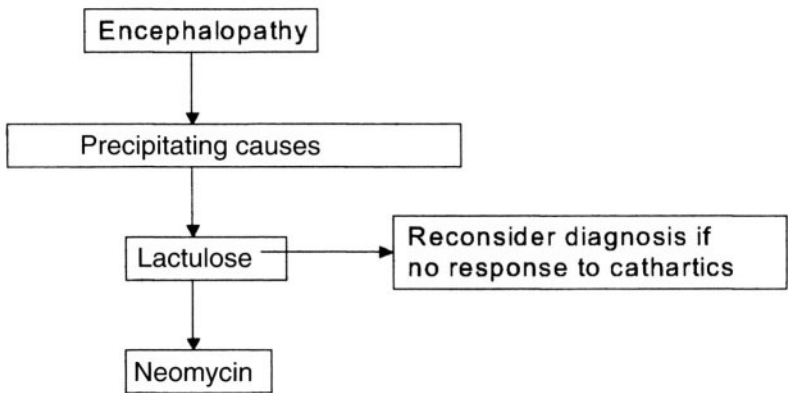 Encephalopathy
Precipitating causes
Lactulose
Reconsider diagnosis if
no response to cathartics
Neomycin